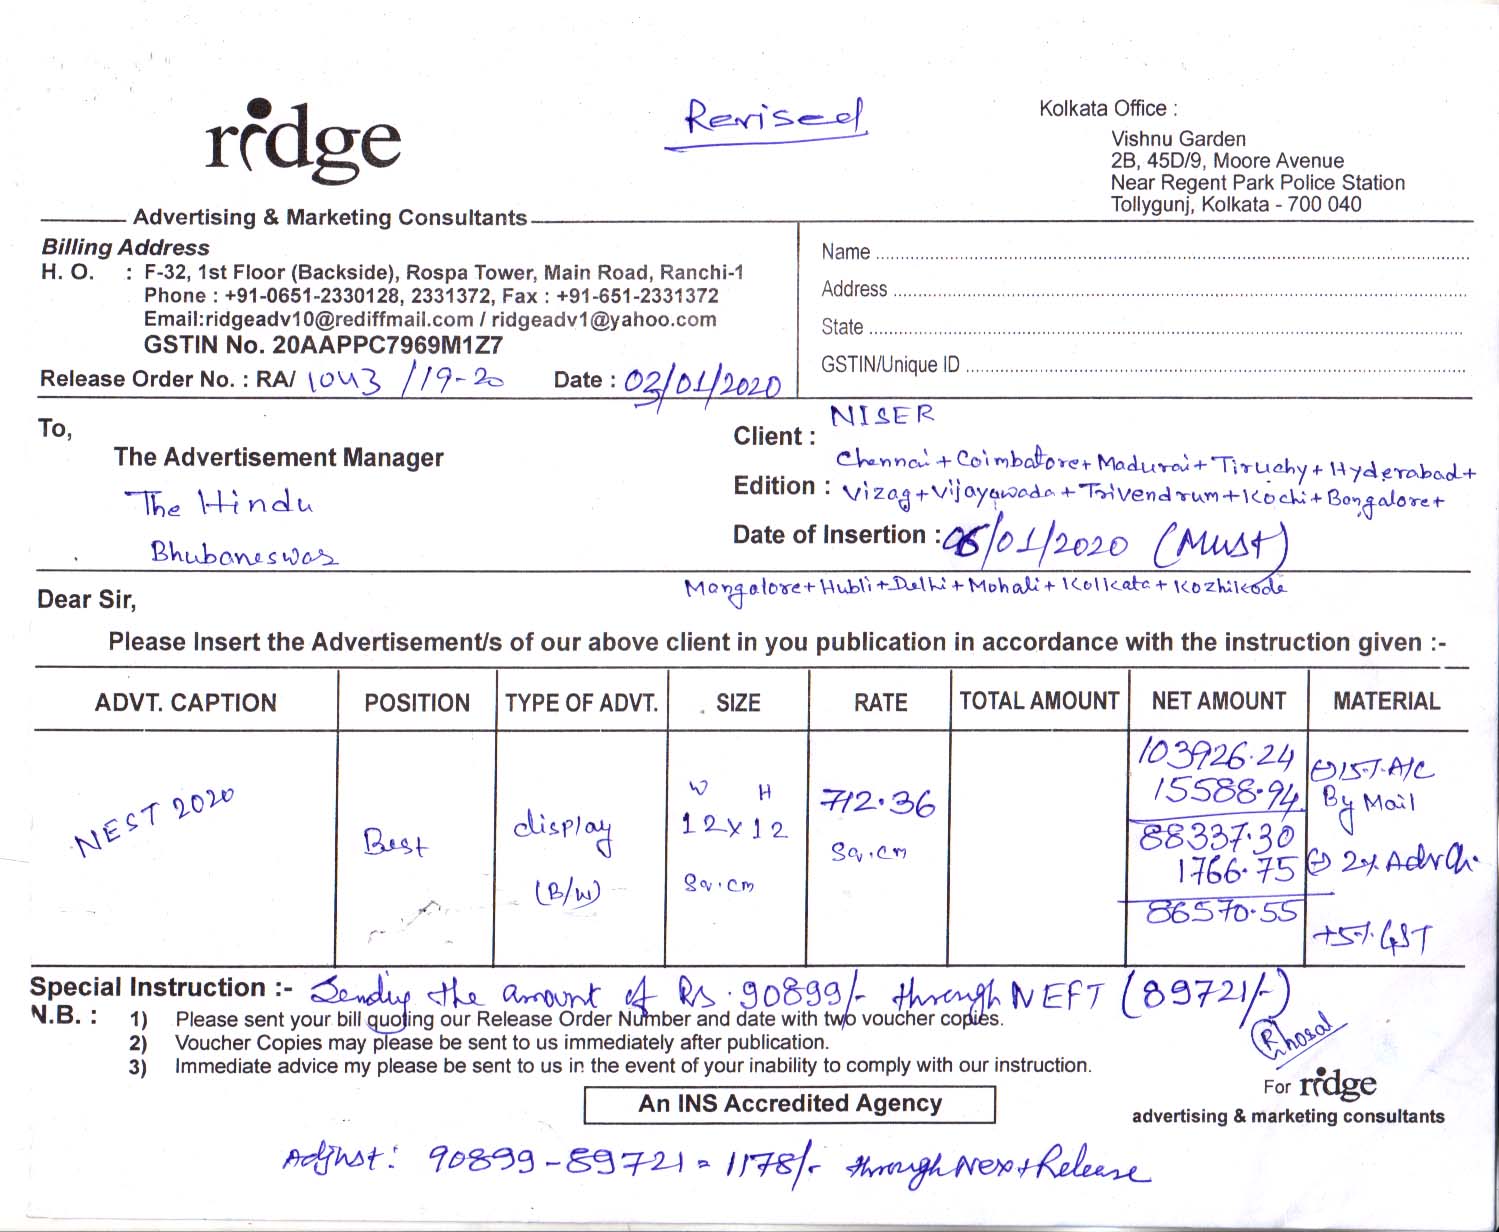 ridge
Revised
Kolkata Office :
Vishnu Garden
2B, 45D/9, Moore Avenue
Near Regent Park Police Station
Tollygunj, Kolkata - 700 040
Advertising & Marketing Consultants
Billing Address
H. O. : F-32, 1st Floor (Backside), Rospa Tower, Main Road, Ranchi-1
Phone : +91-0651-2330128, 2331372, Fax : +91-651-2331372
Email:ridgeadv10@rediffmail.com / ridgeadv1@yahoo.com
GSTIN No. 20AAPPC7969M1Z7
Release Order No. : RA/ 1043 /19-20 Date : 03/01/2020
Name
Address
State
GSTIN/Unique ID
To,
The Advertisement Manager
The Hindu
Bhubaneswar
Client : NISER
Edition : Chennai + Coimbatore + Madurai + Tiruchy + Hyderabad +
Vizag + Vijayawada + Trivendrum + Kochi + Bongalore +
Date of Insertion : 06/01/2020 (Must)
Mangalore + Hubli + Delhi + Mohali + Kolkata + Kozhikode
Dear Sir,
Please Insert the Advertisement/s of our above client in you publication in accordance with the instruction given :-
ADVT. CAPTION POSITION TYPE OF ADVT. SIZE RATE TOTAL AMOUNT NET AMOUNT MATERIAL
NEST 2020
Best
display
(B/W)
W H
12 x 12
Sq.cm
712.36
Sq.cm
103926.24
15588.94
88337.30
1766.75
86570.55
(-) 15% A/C
By Mail
(-) 2% Adv Ch.
+5% GST
Special Instruction :- Sending the amount of Rs. 90899/- through NEFT (89721/-)
N.B. : 1) Please sent your bill quoting our Release Order Number and date with two voucher copies.
2) Voucher Copies may please be sent to us immediately after publication.
3) Immediate advice my please be sent to us in the event of your inability to comply with our instruction.
For ridge
An INS Accredited Agency
advertising & marketing consultants
Adjust: 90899 - 89721 = 1178/- through Next Release